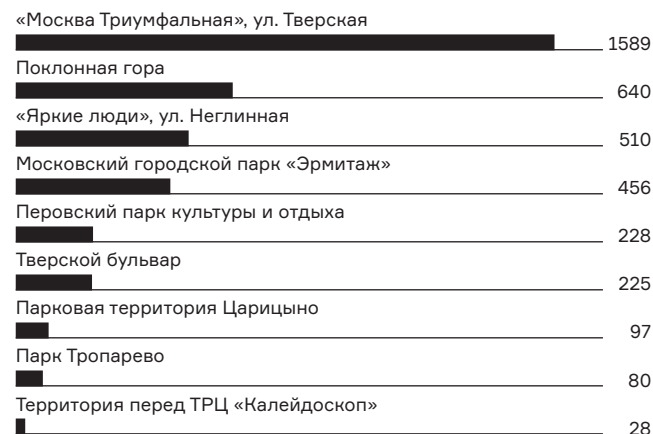 «Москва Триумфальная», ул. Тверская
1589
Поклонная гора
640
«Яркие люди», ул. Неглинная
510
Московский городской парк «Эрмитаж»
456
Перовский парк культуры и отдыха
228
Тверской бульвар
225
Парковая территория Царицыно
97
Парк Тропарево
80
Территория перед ТРЦ «Калейдоскоп»
28